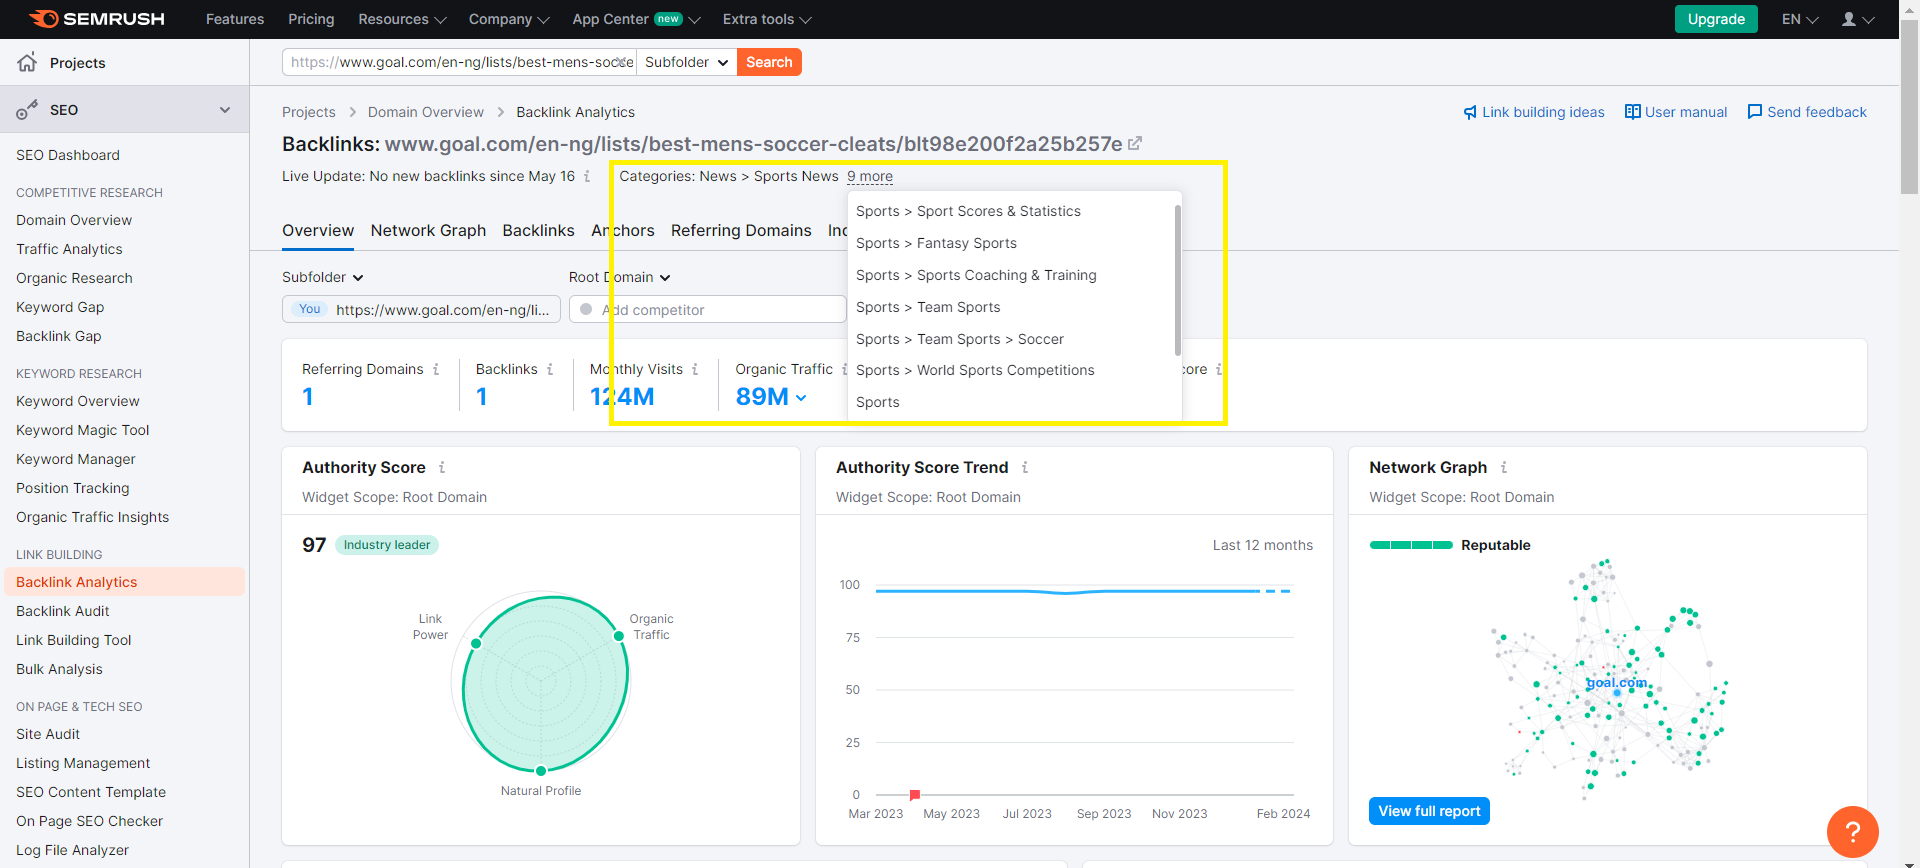 SEMRUSH Features Pricing Resources Company App Center new Extra tools Upgrade EN
Projects
https://www.goal.com/en-ng/lists/best-mens-socce Subfolder Search
SEO
Projects > Domain Overview > Backlink Analytics
Link building ideas User manual Send feedback
Backlinks: www.goal.com/en-ng/lists/best-mens-soccer-cleats/blt98e200f2a25b257e
Live Update: No new backlinks since May 16 i Categories: News > Sports News 9 more
Sports > Sport Scores & Statistics
Sports > Fantasy Sports
Sports > Sports Coaching & Training
Sports > Team Sports
Sports > Team Sports > Soccer
Sports > World Sports Competitions
Sports
Overview Network Graph Backlinks Anchors Referring Domains
Subfolder Root Domain
You https://www.goal.com/en-ng/li... Add competitor
Referring Domains i Backlinks i Monthly Visits i Organic Traffic i core i
1 1 124M 89M
SEO Dashboard
COMPETITIVE RESEARCH
Domain Overview
Traffic Analytics
Organic Research
Keyword Gap
Backlink Gap
KEYWORD RESEARCH
Keyword Overview
Keyword Magic Tool
Keyword Manager
Position Tracking
Organic Traffic Insights
LINK BUILDING
Backlink Analytics
Backlink Audit
Link Building Tool
Bulk Analysis
ON PAGE & TECH SEO
Site Audit
Listing Management
SEO Content Template
On Page SEO Checker
Log File Analyzer
Authority Score i
Widget Scope: Root Domain
97 Industry leader
Link
Power
Organic
Traffic
Natural Profile
Authority Score Trend i
Widget Scope: Root Domain
Last 12 months
100
75
50
25
0
Mar 2023 May 2023 Jul 2023 Sep 2023 Nov 2023 Feb 2024
Network Graph i
Widget Scope: Root Domain
Reputable
goal.com
View full report
?